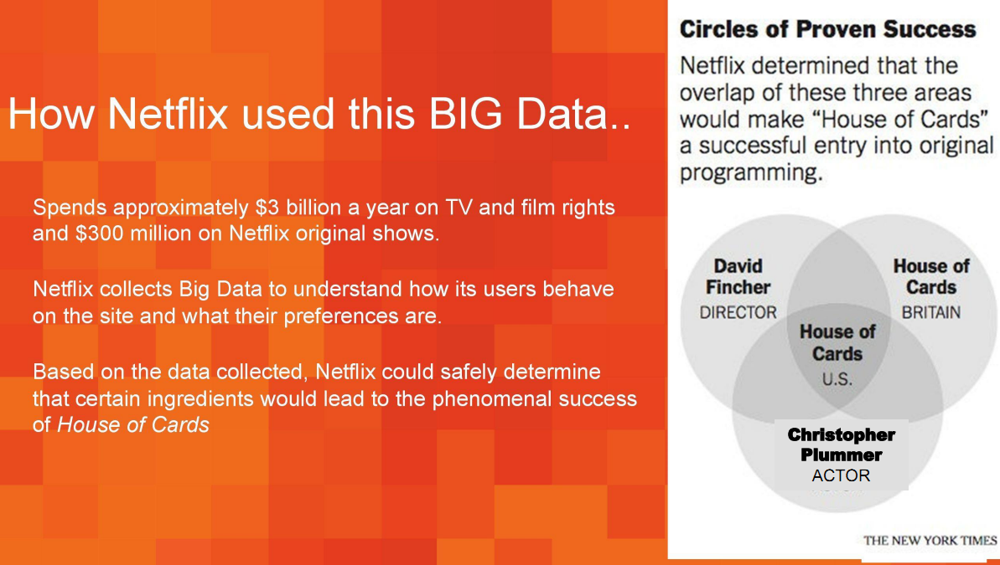 How Netflix used this BIG Data..
Spends approximately $3 billion a year on TV and film rights
and $300 million on Netflix original shows.
Netflix collects Big Data to understand how its users behave
on the site and what their preferences are.
Based on the data collected, Netflix could safely determine
that certain ingredients would lead to the phenomenal success
of House of Cards
Circles of Proven Success
Netflix determined that the
overlap of these three areas
would make “House of Cards”
a successful entry into original
programming.
David
Fincher
DIRECTOR
House of
Cards
BRITAIN
House of
Cards
U.S.
Christopher
Plummer
ACTOR
THE NEW YORK TIMES